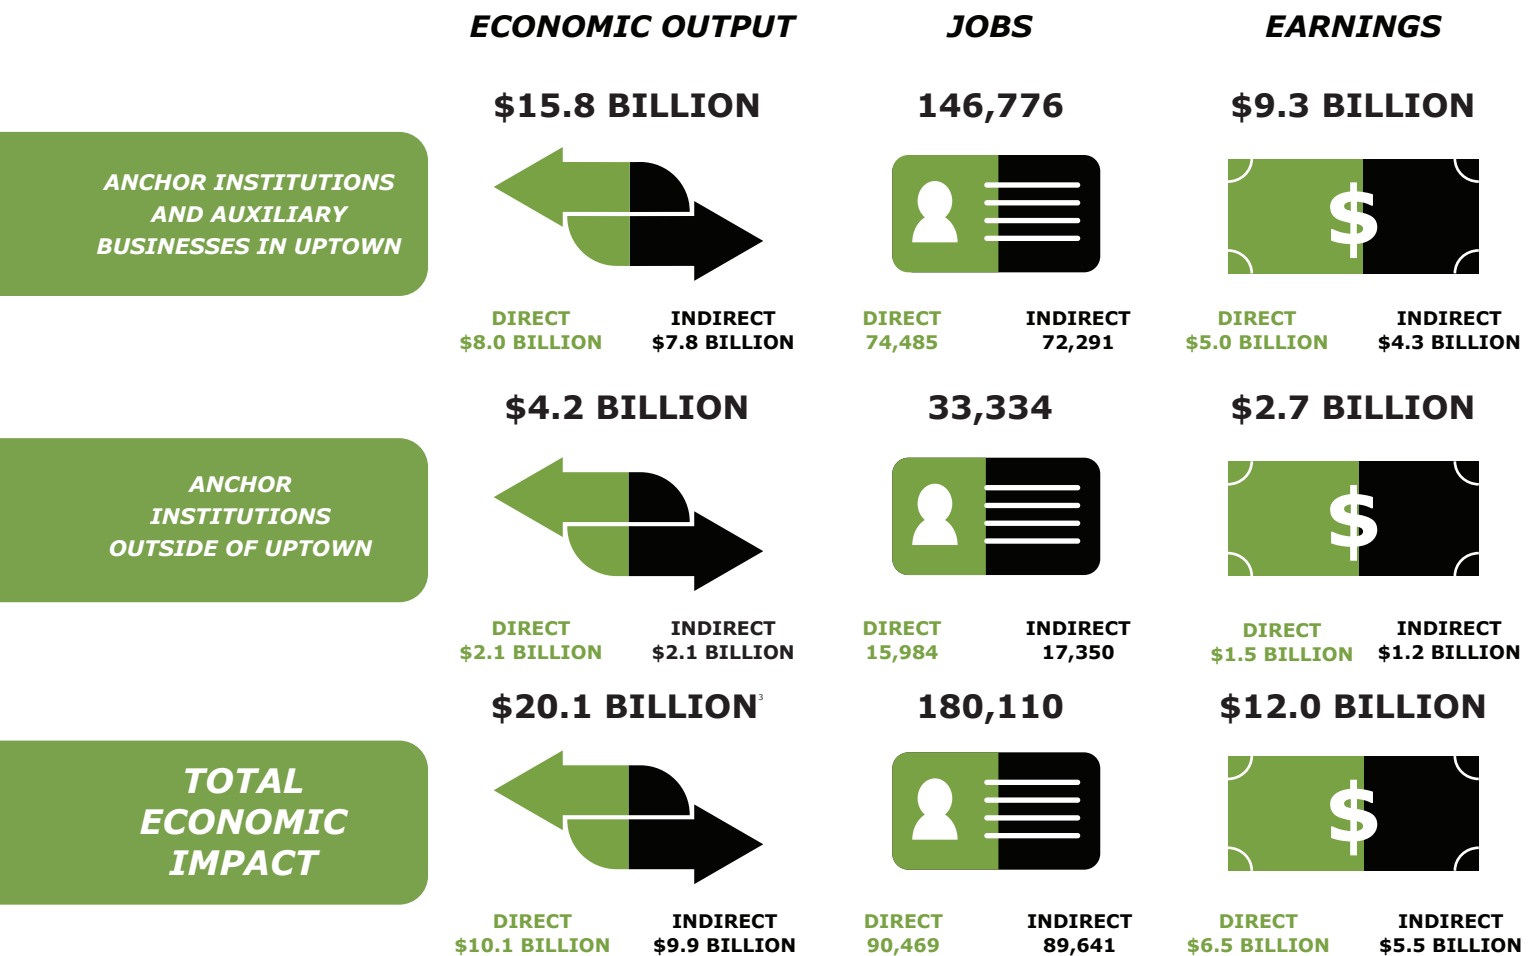 ECONOMIC OUTPUT
JOBS
EARNINGS
ANCHOR INSTITUTIONS
AND AUXILIARY
BUSINESSES IN UPTOWN
$15.8 BILLION
DIRECT
$8.0 BILLION
INDIRECT
$7.8 BILLION
146,776
DIRECT
74,485
INDIRECT
72,291
$9.3 BILLION
$
DIRECT
$5.0 BILLION
INDIRECT
$4.3 BILLION
ANCHOR
INSTITUTIONS
OUTSIDE OF UPTOWN
$4.2 BILLION
DIRECT
$2.1 BILLION
INDIRECT
$2.1 BILLION
33,334
DIRECT
15,984
INDIRECT
17,350
$2.7 BILLION
$
DIRECT
$1.5 BILLION
INDIRECT
$1.2 BILLION
TOTAL
ECONOMIC
IMPACT
$20.1 BILLION³
DIRECT
$10.1 BILLION
INDIRECT
$9.9 BILLION
180,110
DIRECT
90,469
INDIRECT
89,641
$12.0 BILLION
$
DIRECT
$6.5 BILLION
INDIRECT
$5.5 BILLION